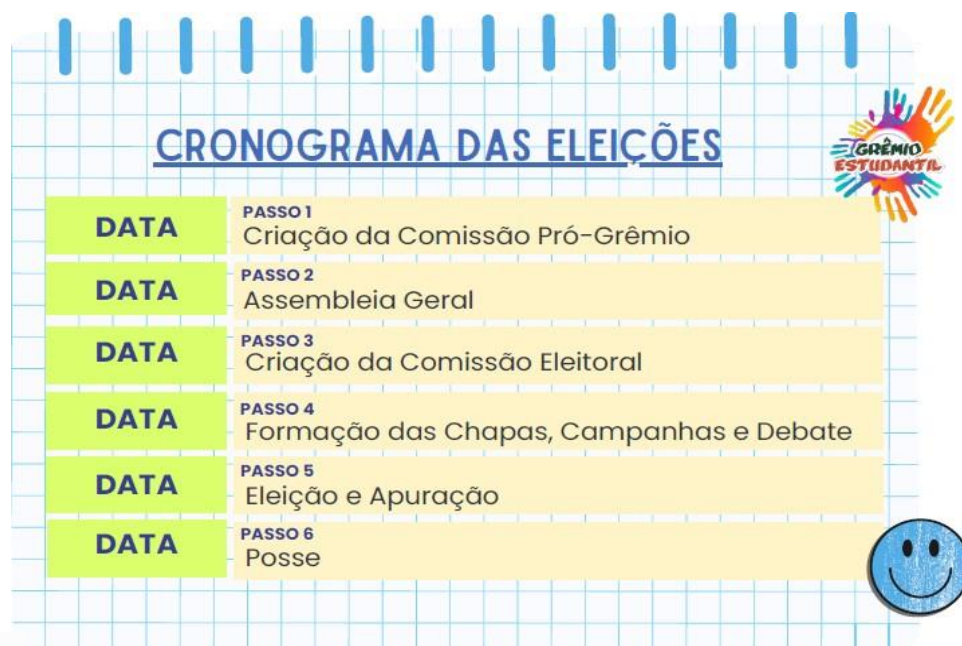 CRONOGRAMA DAS ELEIÇÕES
GRÊMIO
ESTUDANTIL
DATA
PASSO 1
Criação da Comissão Pró-Grêmio
DATA
PASSO 2
Assembleia Geral
DATA
PASSO 3
Criação da Comissão Eleitoral
DATA
PASSO 4
Formação das Chapas, Campanhas e Debate
DATA
PASSO 5
Eleição e Apuração
DATA
PASSO 6
Posse